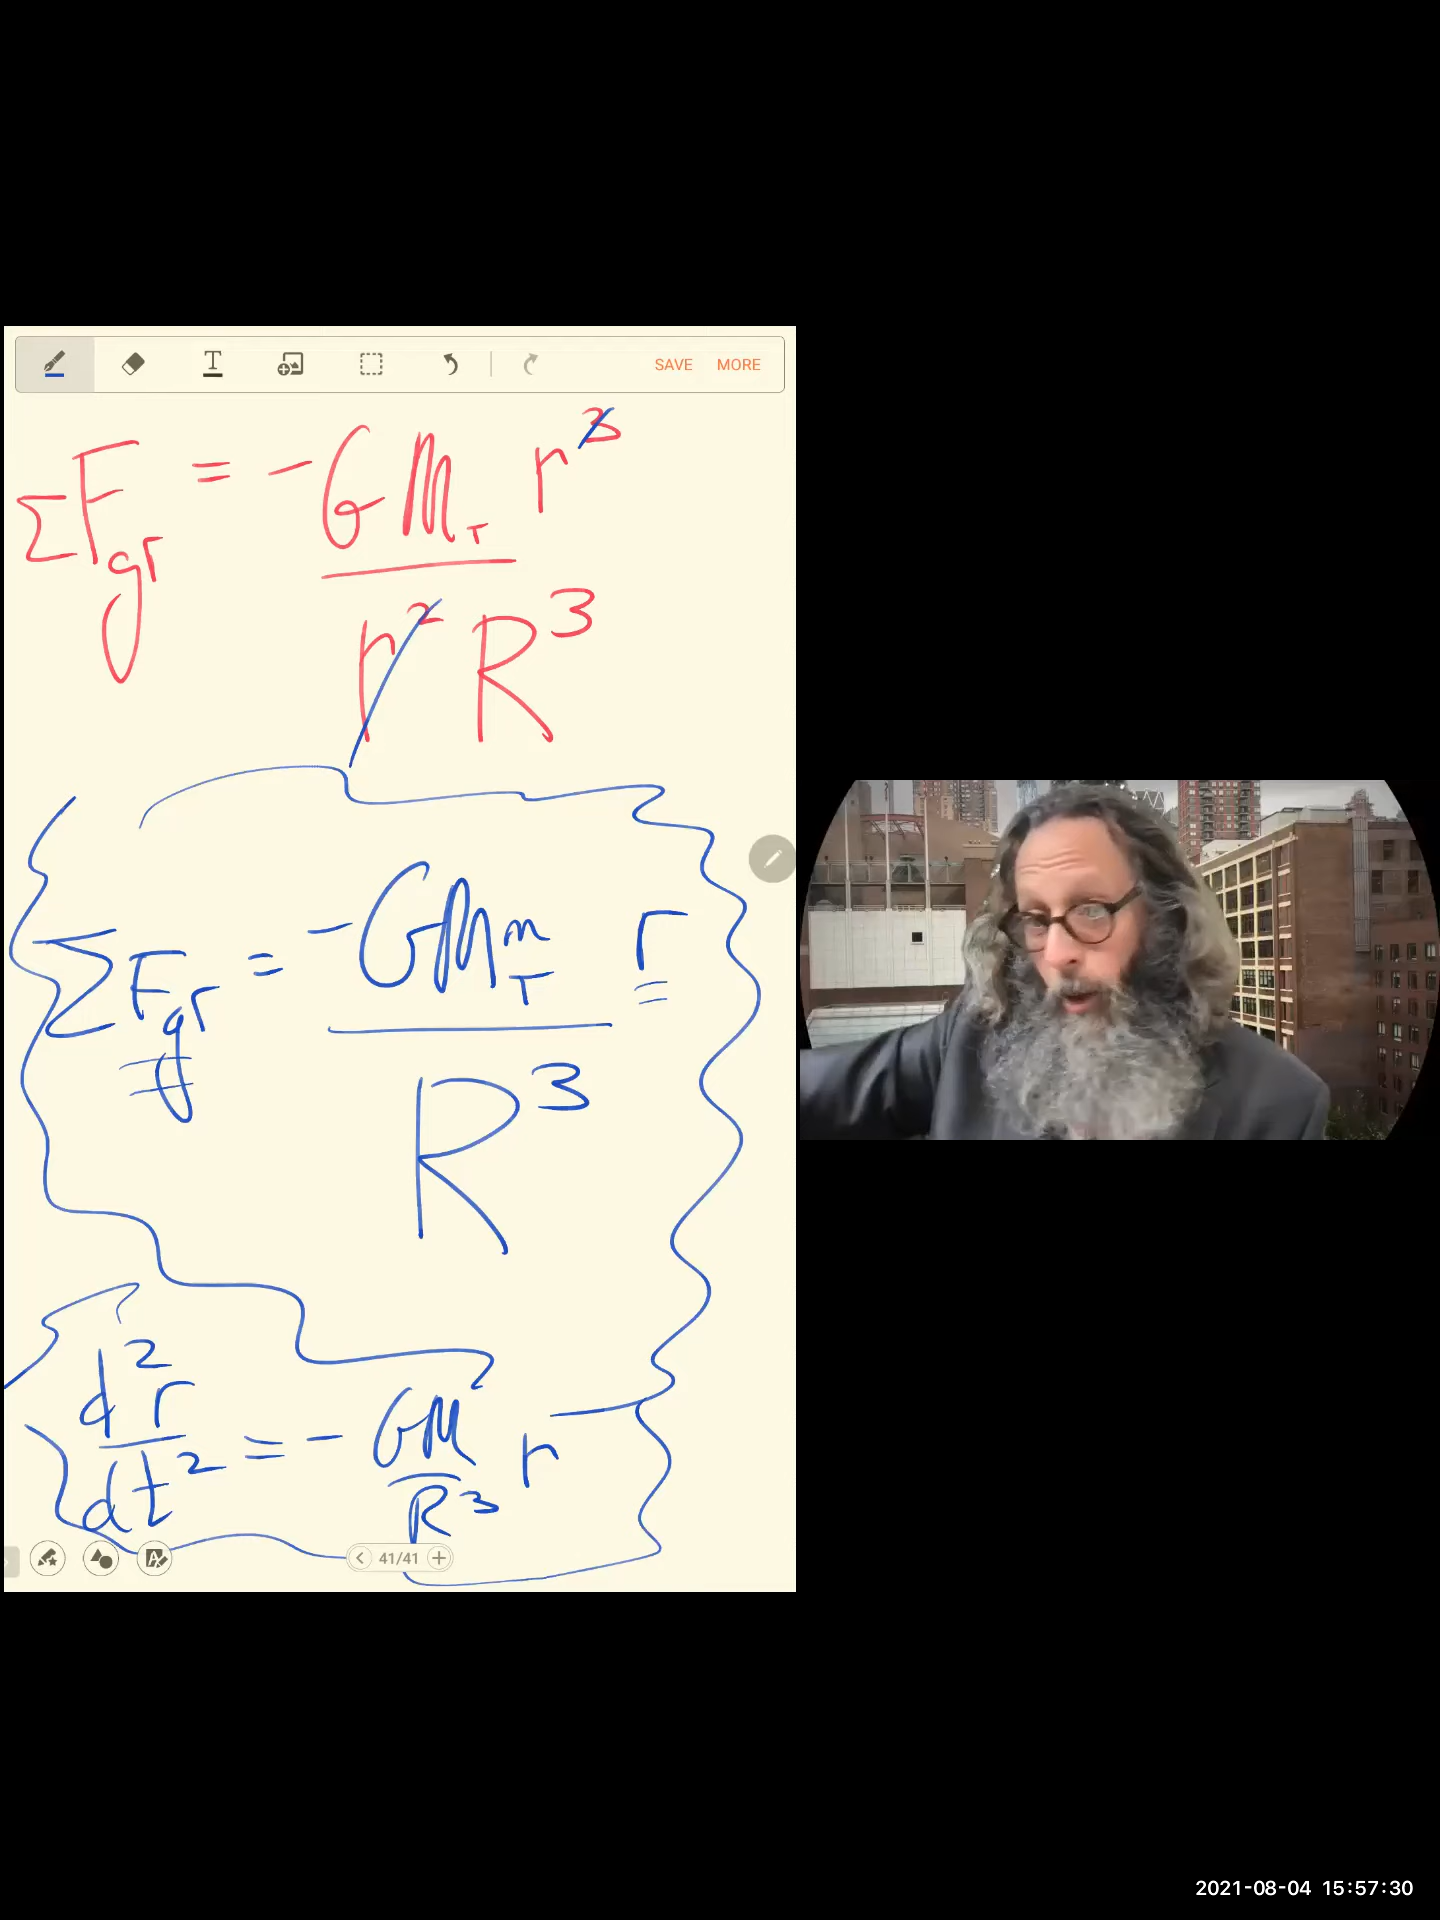 T
SAVE
MORE
ΣF_gr = -GM_T r^3
r^2 R^3
ΣF_gr = -GMm_T r
R^3
d^2r = - GM r
dt^2 R^3
41/41
2021-08-04 15:57:30